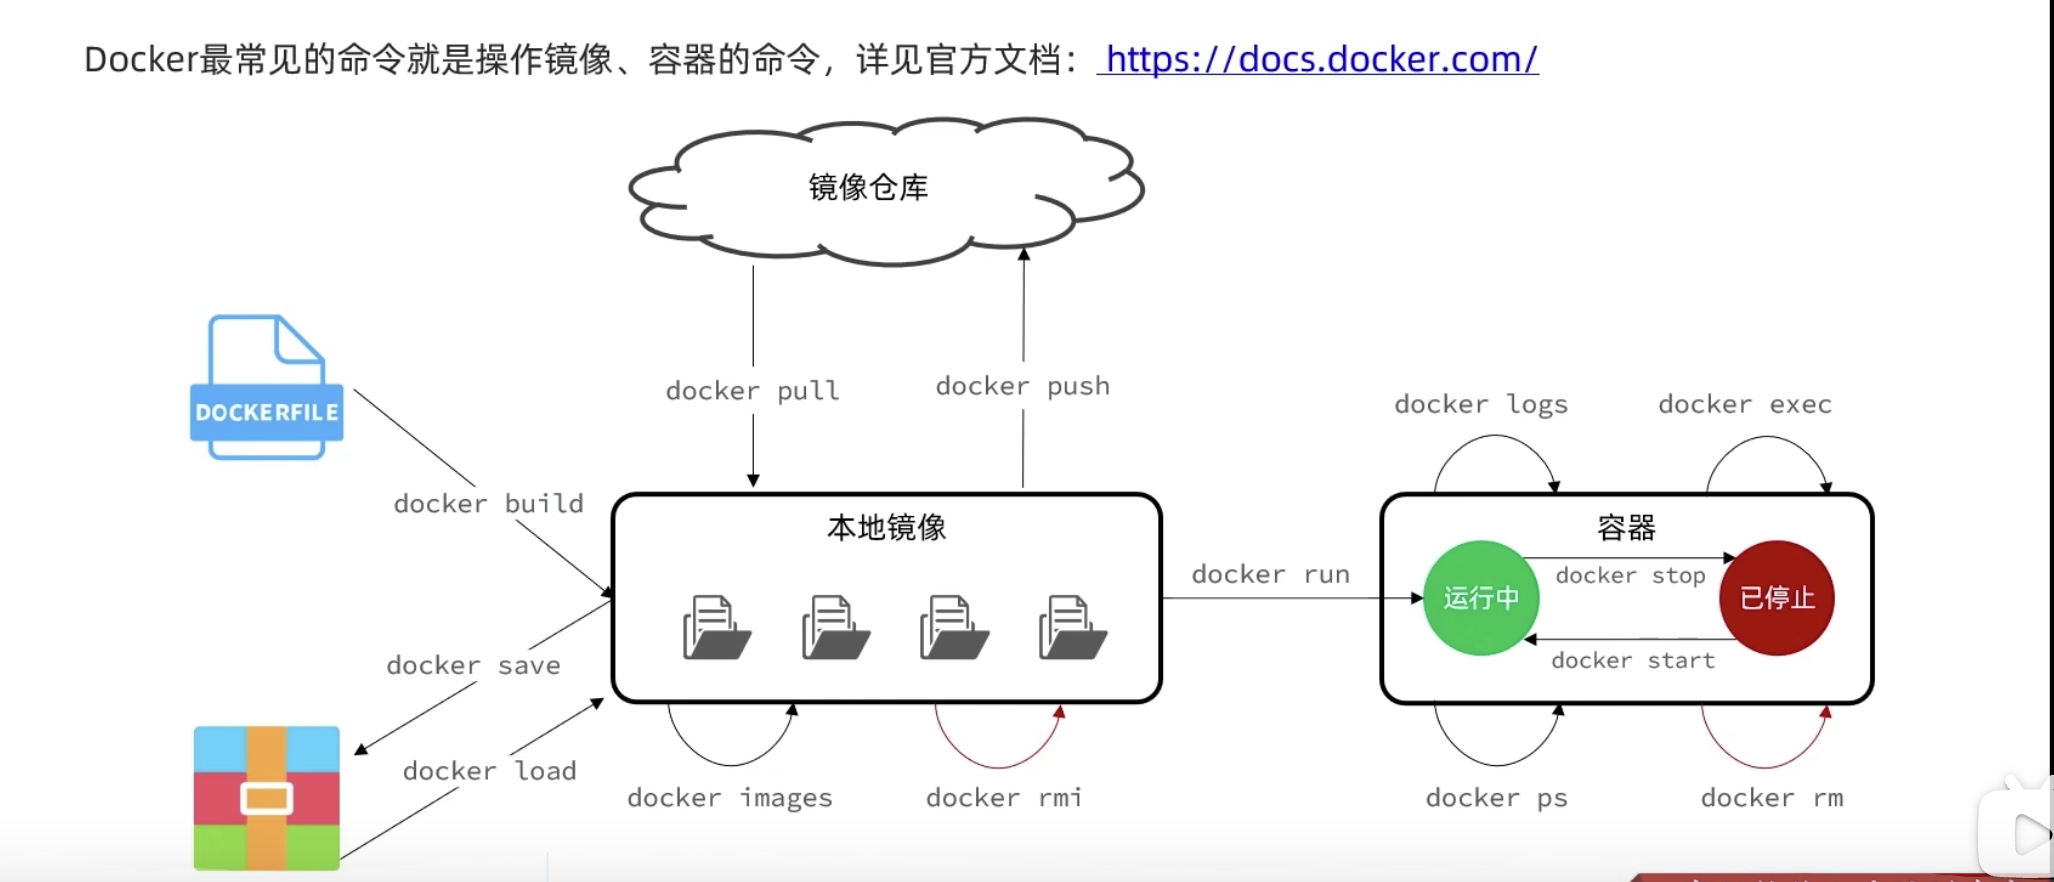 Docker最常见的命令就是操作镜像、容器的命令，详见官方文档： https://docs.docker.com/
镜像仓库
docker pull
docker push
DOCKERFILE
docker build
docker logs
docker exec
本地镜像
容器
docker run
运行中
docker stop
已停止
docker start
docker save
docker load
docker images
docker rmi
docker ps
docker rm